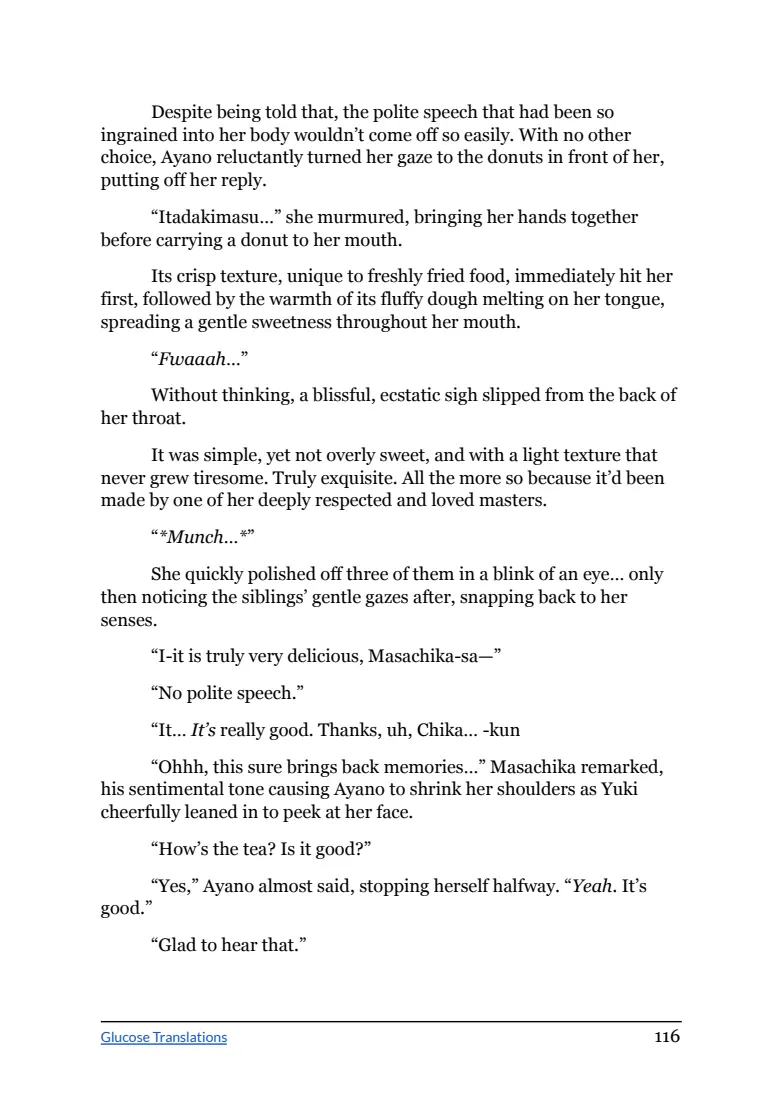 Despite being told that, the polite speech that had been so
ingrained into her body wouldn’t come off so easily. With no other
choice, Ayano reluctantly turned her gaze to the donuts in front of her,
putting off her reply.
“Itadakimasu…” she murmured, bringing her hands together
before carrying a donut to her mouth.
Its crisp texture, unique to freshly fried food, immediately hit her
first, followed by the warmth of its fluffy dough melting on her tongue,
spreading a gentle sweetness throughout her mouth.
“Fwaaah…”
Without thinking, a blissful, ecstatic sigh slipped from the back of
her throat.
It was simple, yet not overly sweet, and with a light texture that
never grew tiresome. Truly exquisite. All the more so because it’d been
made by one of her deeply respected and loved masters.
“*Munch…*”
She quickly polished off three of them in a blink of an eye… only
then noticing the siblings’ gentle gazes after, snapping back to her
senses.
“I-it is truly very delicious, Masachika-sa—”
“No polite speech.”
“It… It’s really good. Thanks, uh, Chika… -kun
“Ohhh, this sure brings back memories…” Masachika remarked,
his sentimental tone causing Ayano to shrink her shoulders as Yuki
cheerfully leaned in to peek at her face.
“How’s the tea? Is it good?”
“Yes,” Ayano almost said, stopping herself halfway. “Yeah. It’s
good.”
“Glad to hear that.”
Glucose Translations
116